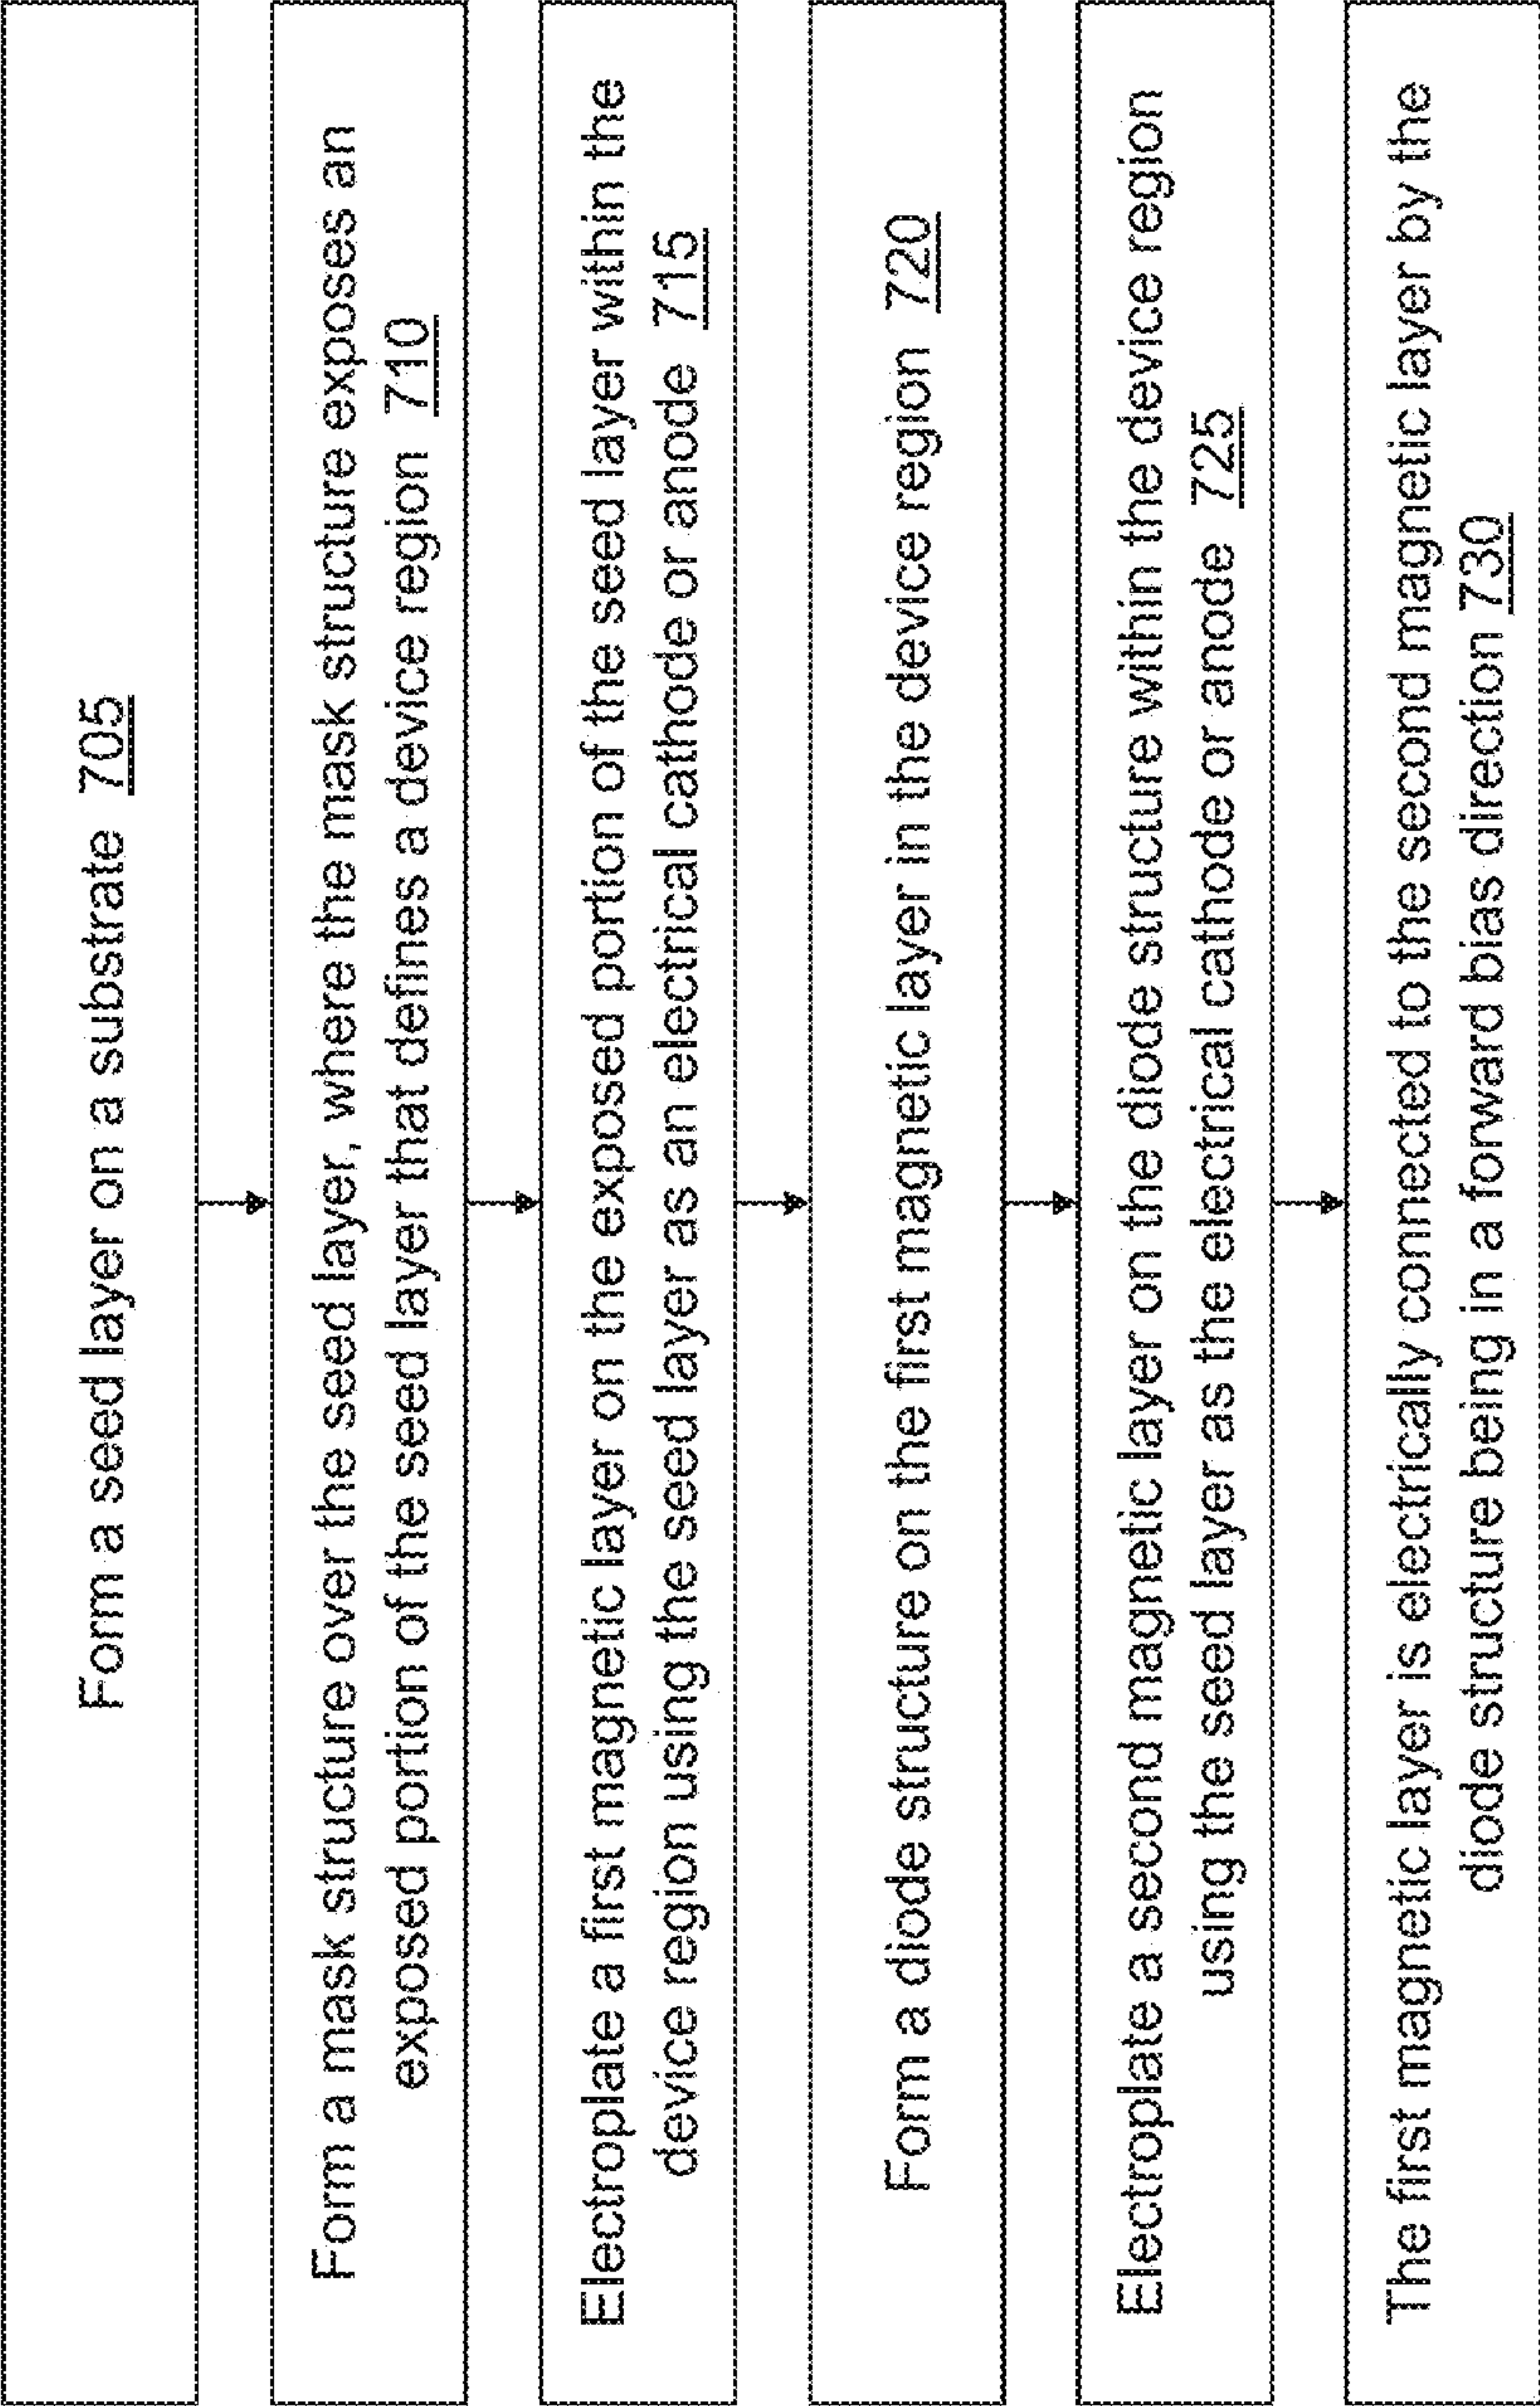 Form a seed layer on a substrate 705
Form a mask structure over the seed layer, where the mask structure exposes an
exposed portion of the seed layer that defines a device region 710
Electroplate a first magnetic layer on the exposed portion of the seed layer within the
device region using the seed layer as an electrical cathode or anode 715
Form a diode structure on the first magnetic layer in the device region 720
Electroplate a second magnetic layer on the diode structure within the device region
using the seed layer as the electrical cathode or anode 725
The first magnetic layer is electrically connected to the second magnetic layer by the
diode structure being in a forward bias direction 730